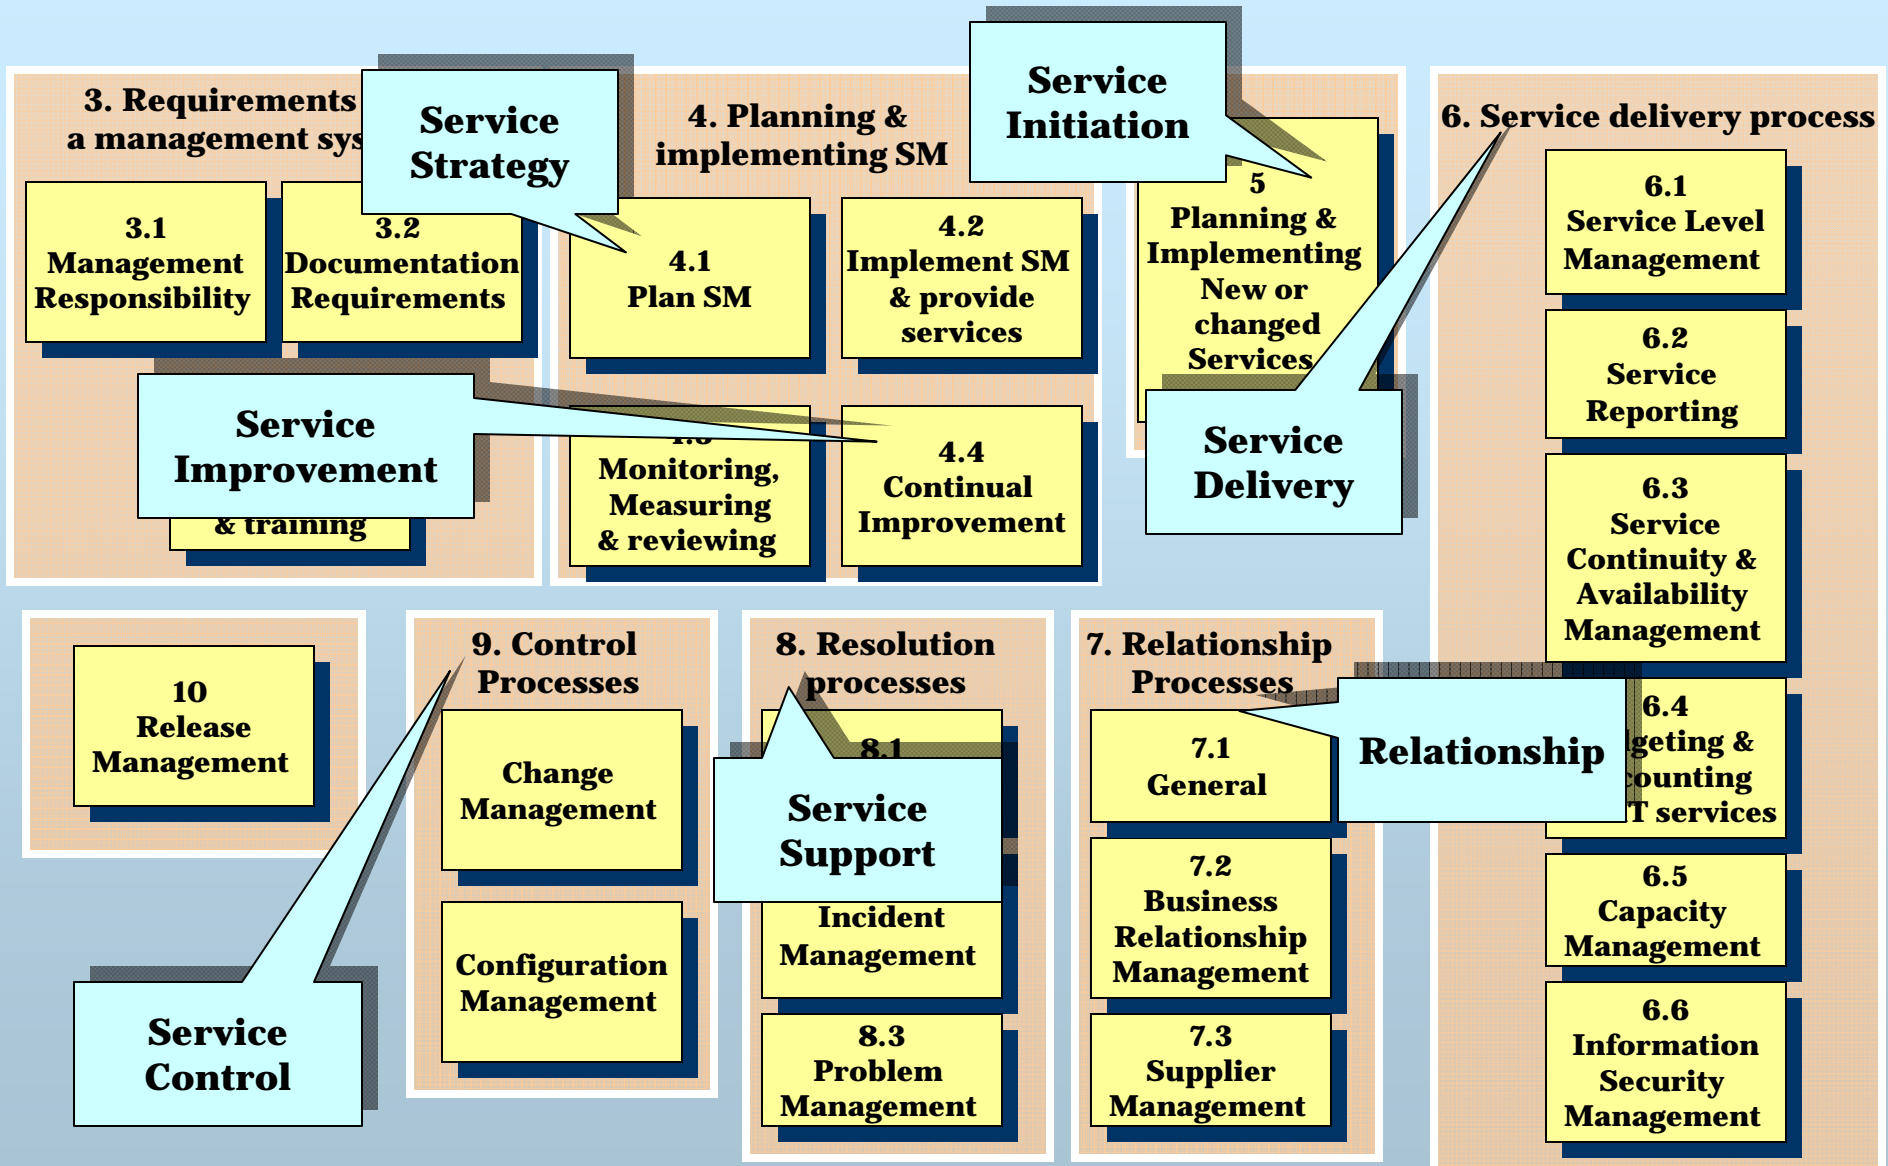 3. Requirements
a management sys
Service
Strategy
4. Planning &
implementing SM
Service
Initiation
6. Service delivery process
3.1
Management
Responsibility
3.2
Documentation
Requirements
4.1
Plan SM
4.2
Implement SM
& provide
services
5
Planning &
Implementing
New or
changed
Services
6.1
Service Level
Management
6.2
Service
Reporting
Service
Improvement
& training
Monitoring,
Measuring
& reviewing
4.4
Continual
Improvement
Service
Delivery
6.3
Service
Continuity &
Availability
Management
10
Release
Management
9. Control
Processes
Change
Management
Configuration
Management
Service
Control
8. Resolution
processes
8.1
Service
Support
Incident
Management
8.3
Problem
Management
7. Relationship
Processes
7.1
General
Relationship
7.2
Business
Relationship
Management
7.3
Supplier
Management
6.4
geting &
counting
T services
6.5
Capacity
Management
6.6
Information
Security
Management